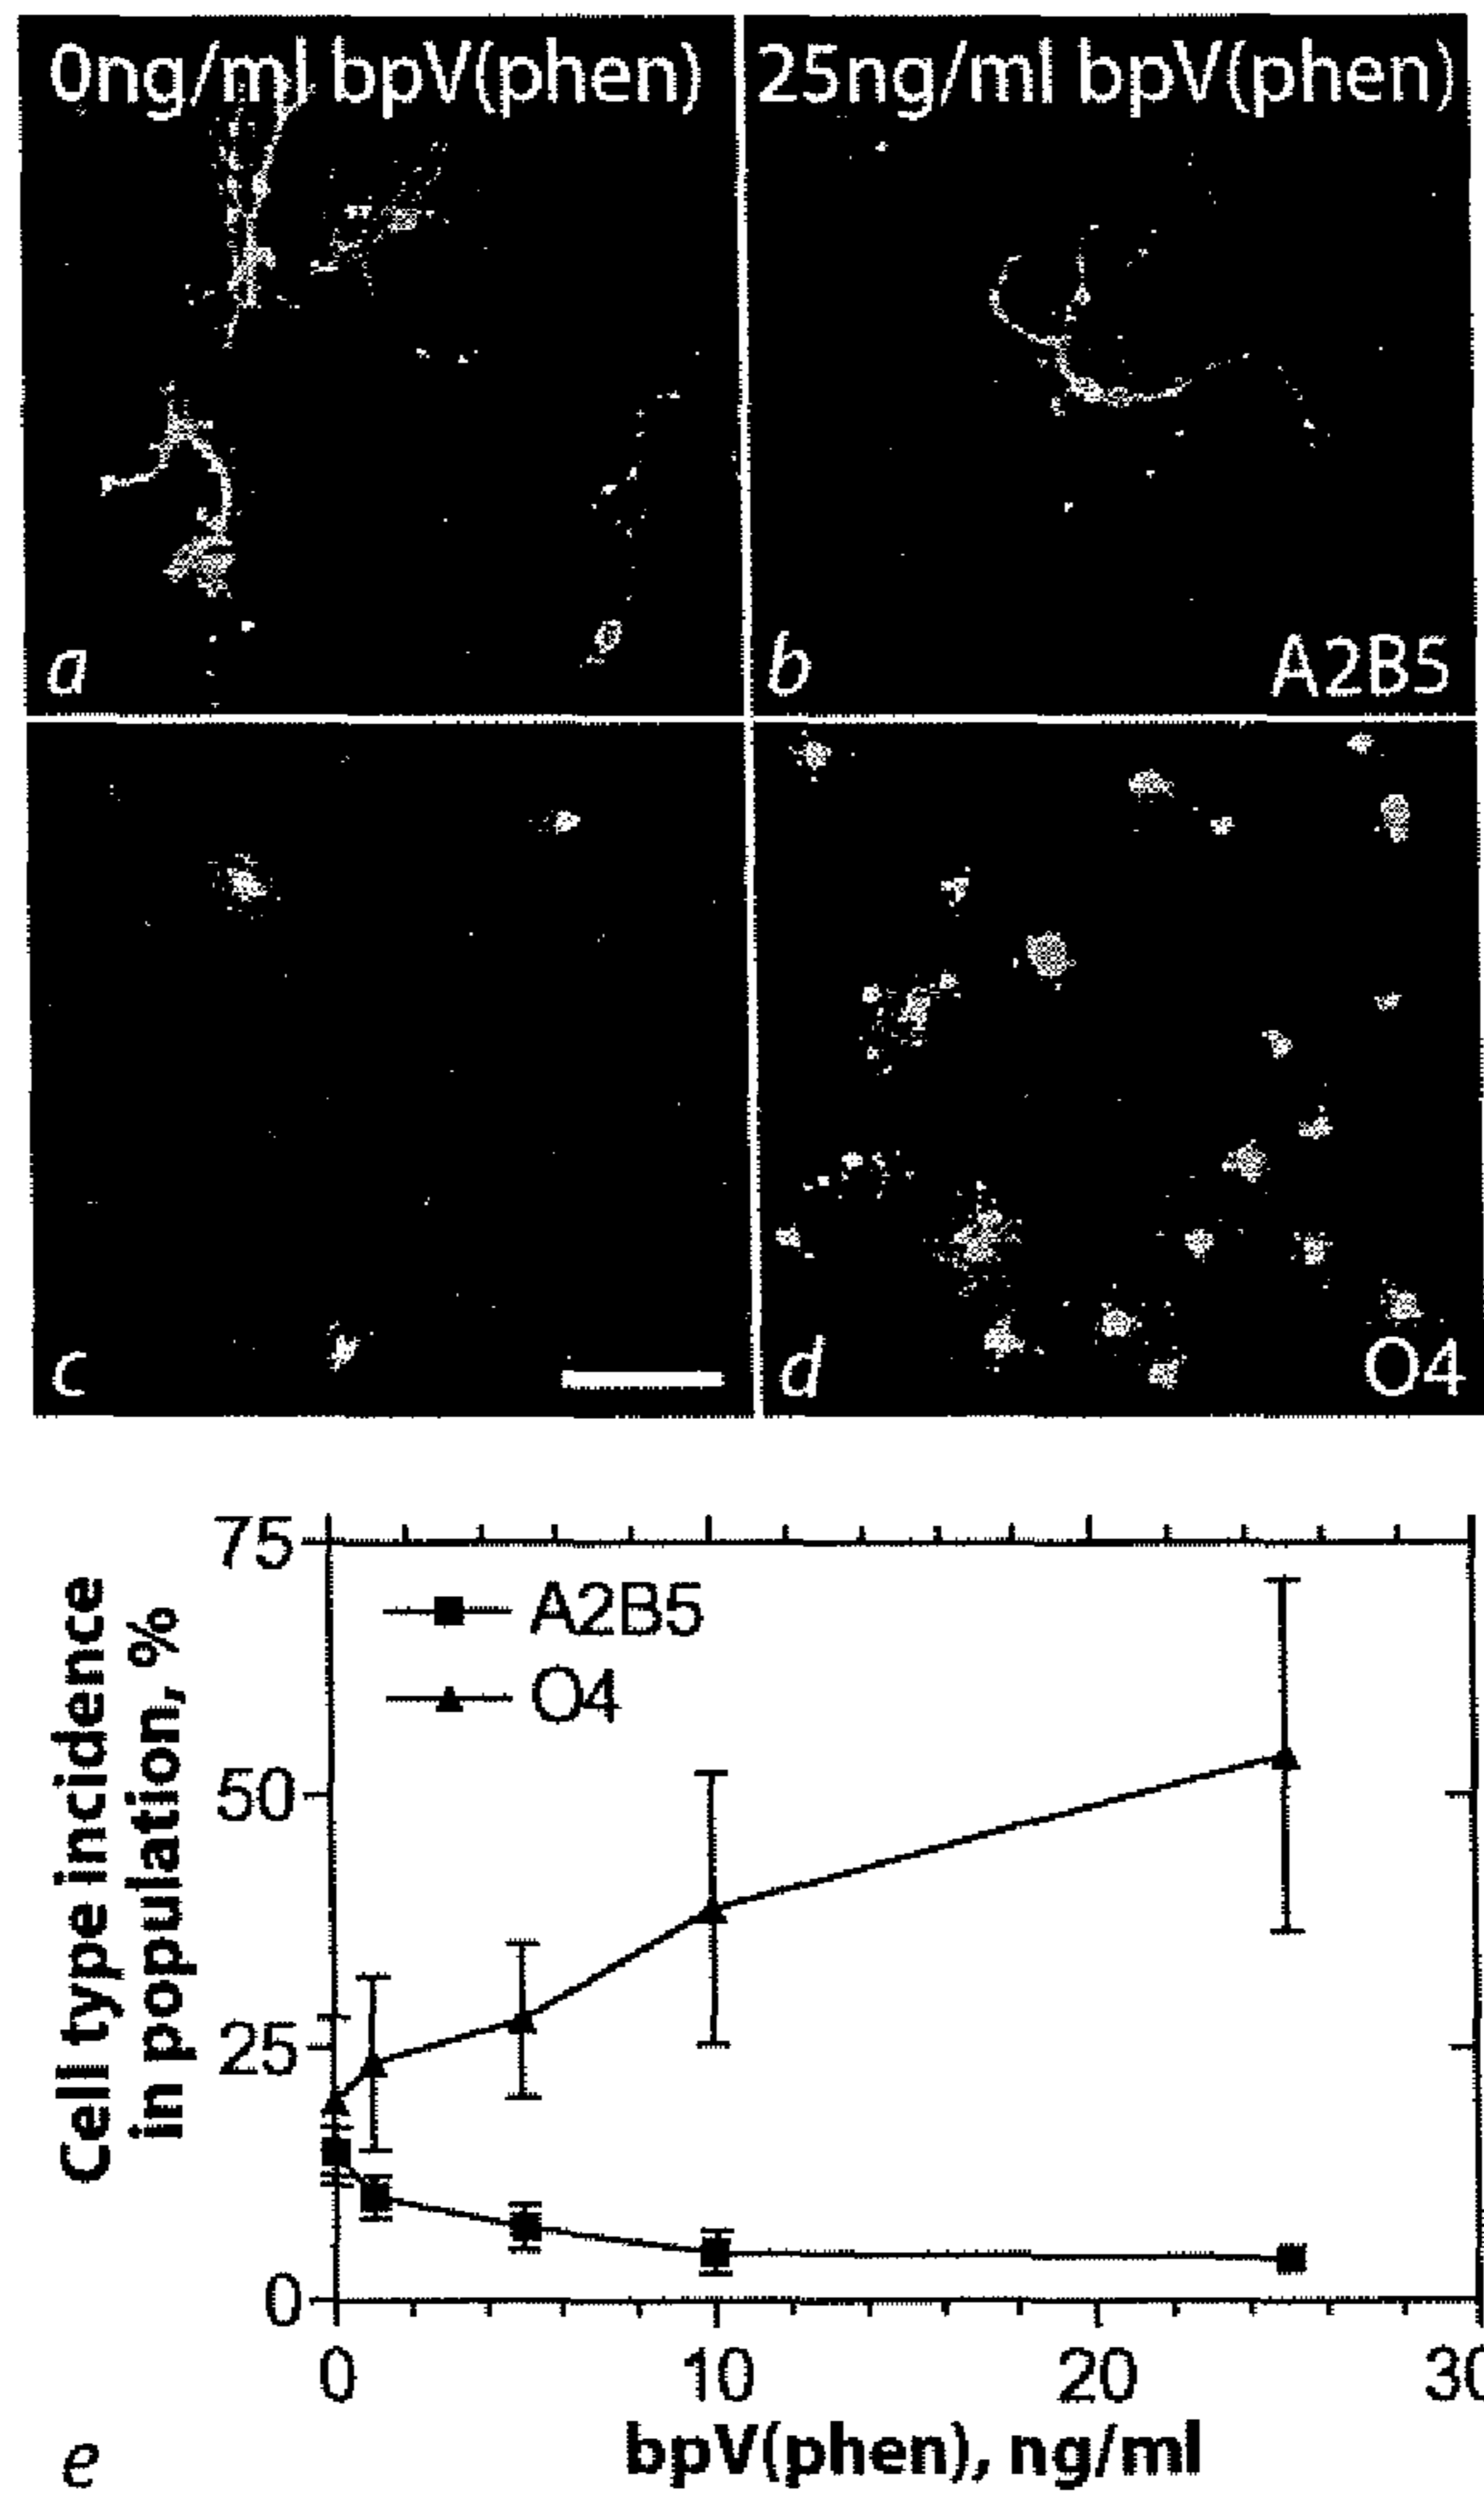 0ng/ml bpV(phen)
25ng/ml bpV(phen)
a
b
A2B5
c
d
O4
75
A2B5
O4
50
25
0
Cell type incidence
in population, %
0
10
20
30
bpV(phen), ng/ml
e